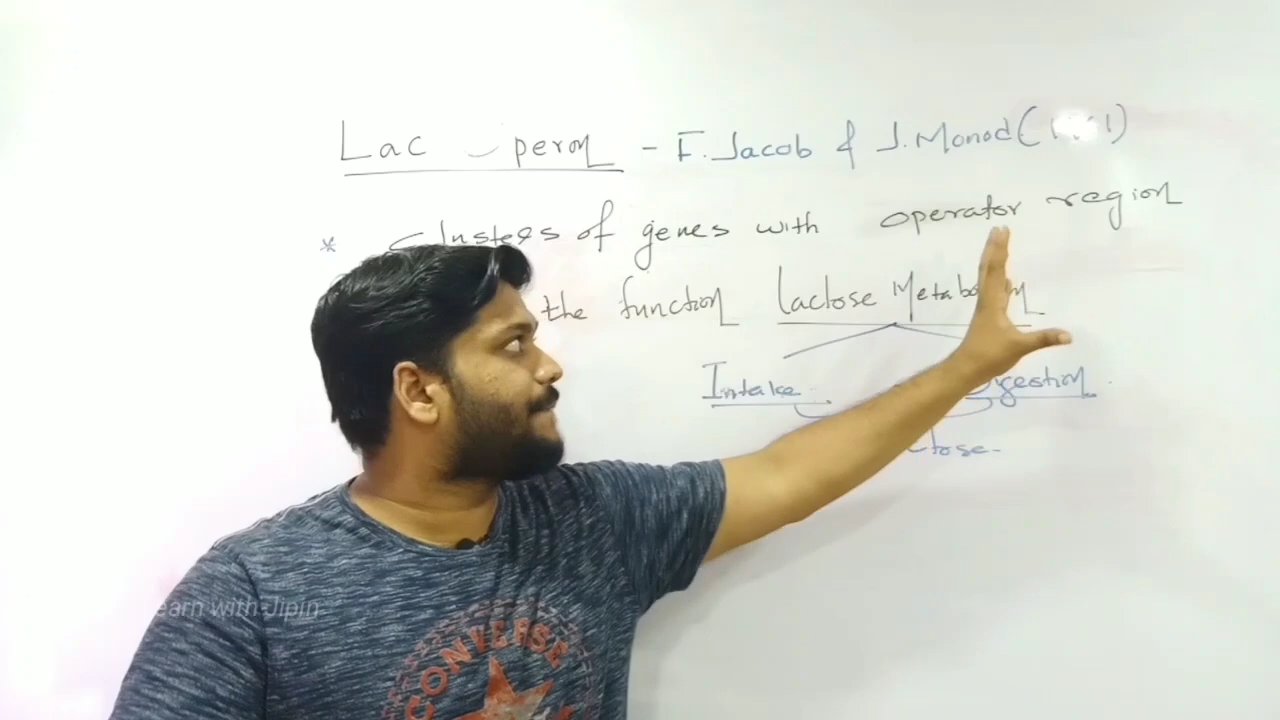 Lac operon - F. Jacob & J. Monod (
* Clusters of genes with operator region
the function Lactose Metabo
Intake
gestion.
tose.
earn with Jipin
CONVERSE